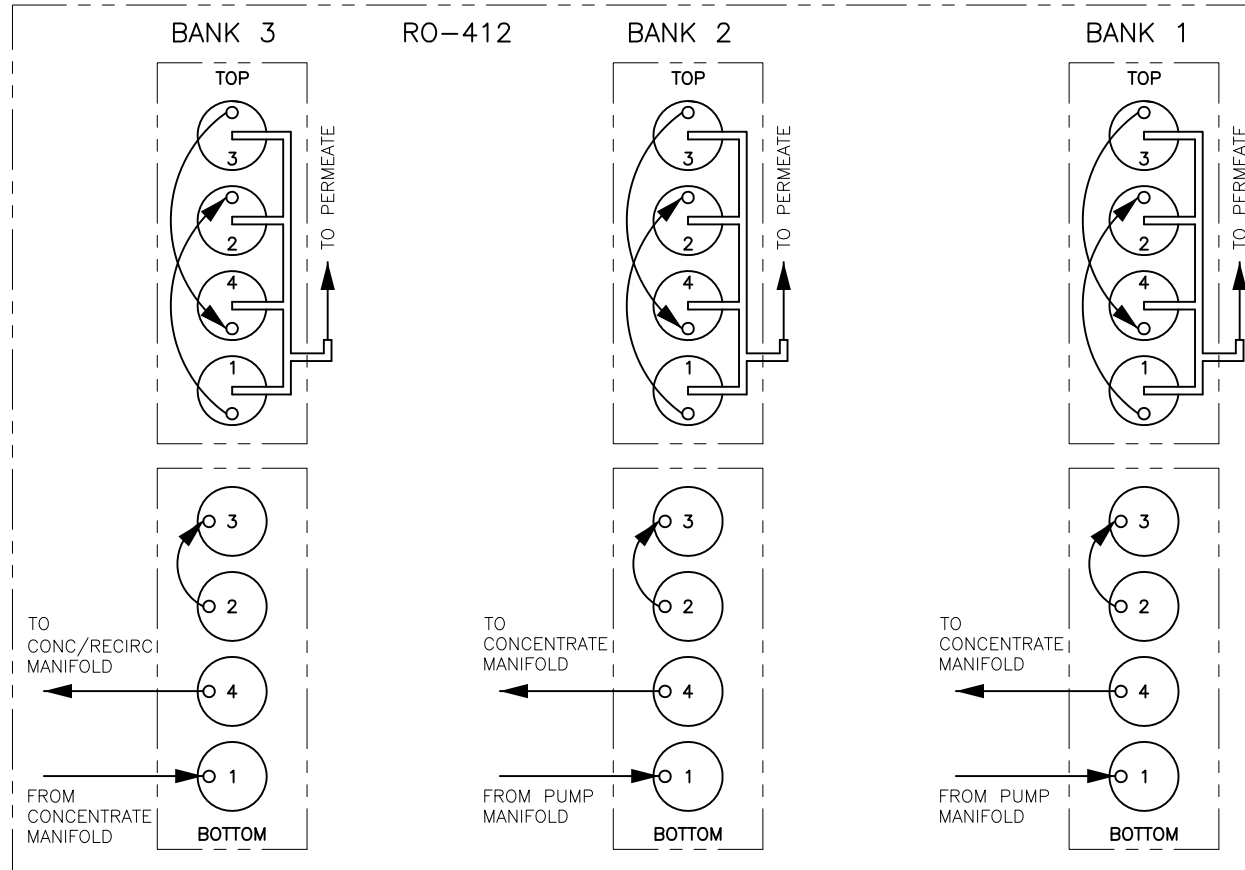 BANK 3
RO-412
BANK 2
BANK 1
TOP
3
2
4
1
TO PERMEATE
TOP
3
2
4
1
TO PERMEATE
TOP
3
2
4
1
TO PERMEATE
3
2
4
1
TO
CONC/RECIRC
MANIFOLD
FROM
CONCENTRATE
MANIFOLD
BOTTOM
3
2
4
1
TO
CONCENTRATE
MANIFOLD
FROM PUMP
MANIFOLD
BOTTOM
3
2
4
1
TO
CONCENTRATE
MANIFOLD
FROM PUMP
MANIFOLD
BOTTOM